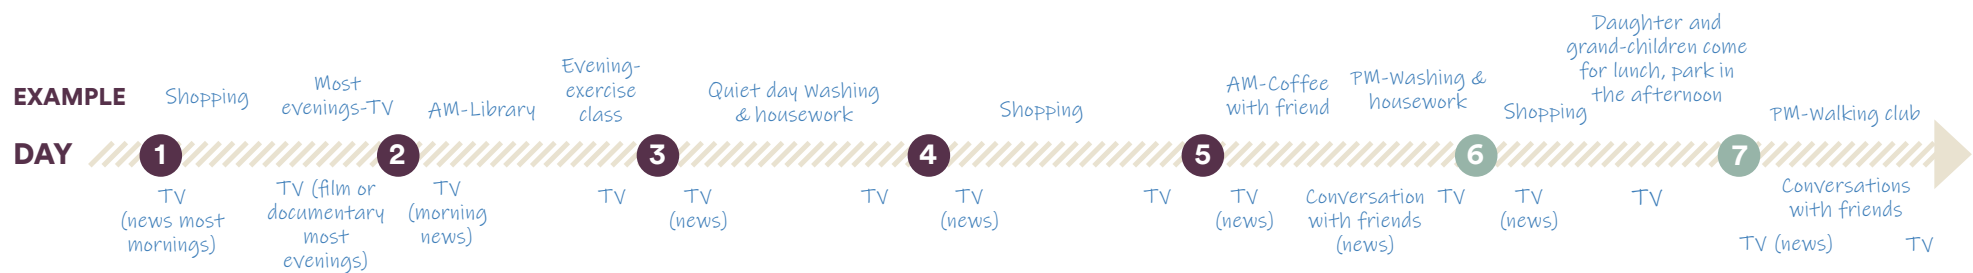 EXAMPLE
Shopping
Most
evenings-TV
AM-Library
Evening-
exercise
class
Quiet day Washing
& housework
Shopping
AM-Coffee
with friend
PM-Washing &
housework
Shopping
Daughter and
grand-children come
for lunch, park in
the afternoon
PM-Walking club
DAY
1
2
3
4
5
6
7
TV
(news most
mornings)
TV (film or
documentary
most
evenings)
TV
(morning
news)
TV
TV
(news)
TV
TV
(news)
TV
TV
(news)
Conversation
with friends
(news)
TV
TV
(news)
TV
Conversations
with friends
TV (news)
TV